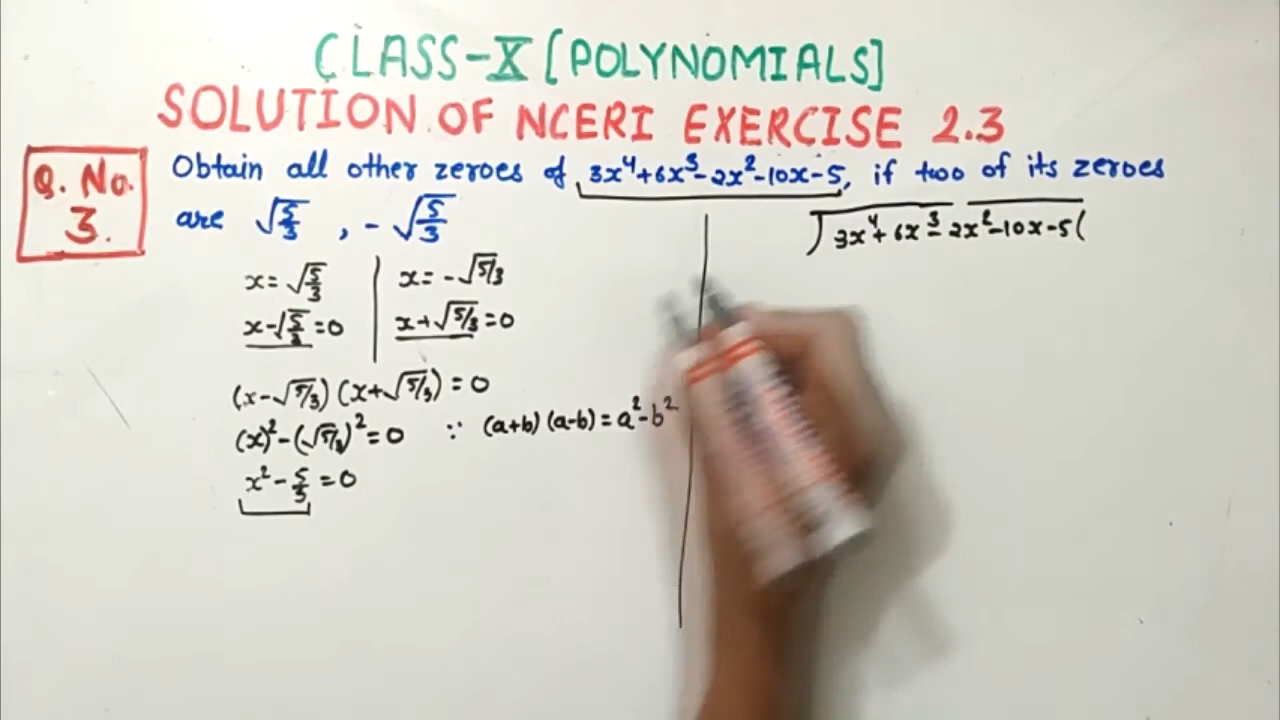 CLASS-X [POLYNOMIALS]
SOLUTION OF NCERI EXERCISE 2.3
Q. No. 3.
Obtain all other zeroes of 3x⁴+6x³-2x²-10x-5, if two of its zeroes
are √5/3 , -√5/3
x=√5/3
x-√5/3=0
x=-√5/3
x+√5/3=0
(x-√5/3)(x+√5/3)=0
(x)²-(√5/3)²=0 ∵ (a+b)(a-b)=a²-b²
x²-5/3=0
)3x⁴+6x³-2x²-10x-5(